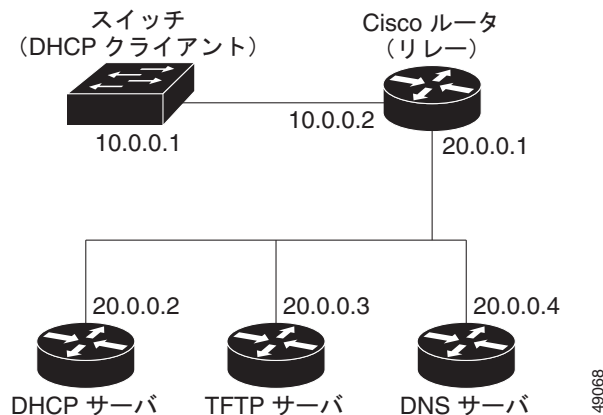 スイッチ
（DHCP クライアント）
Cisco ルータ
（リレー）
10.0.0.1
10.0.0.2
20.0.0.1
20.0.0.2
20.0.0.3
20.0.0.4
DHCP サーバ
TFTP サーバ
DNS サーバ
49068